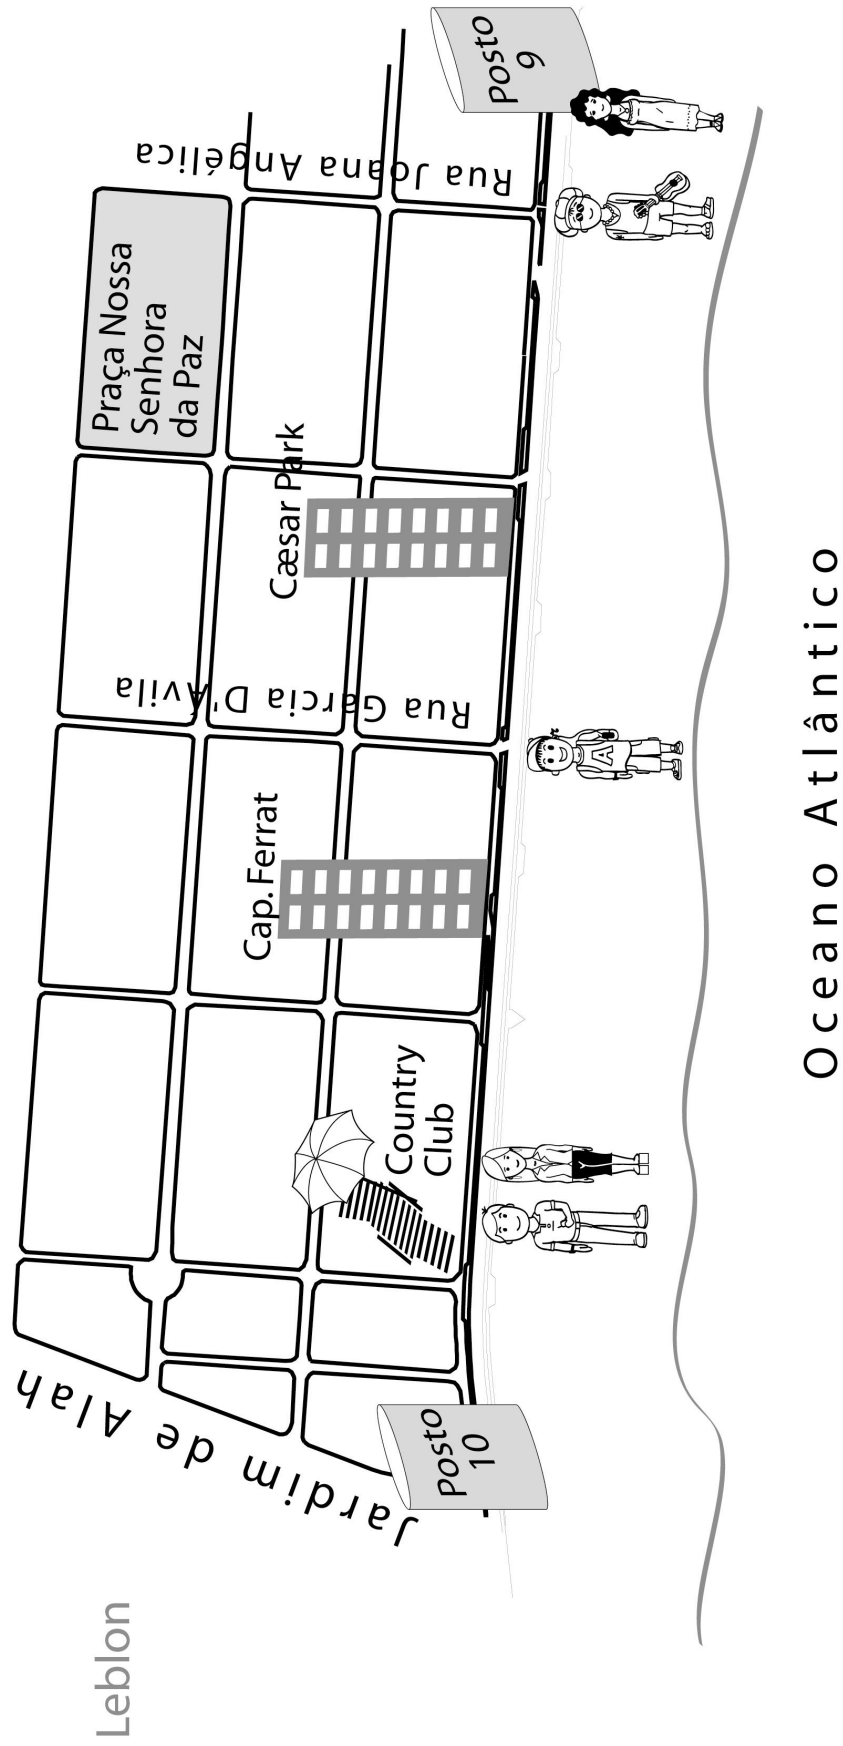 Leblon
Jardim de Alah
Posto
10
Country
Club
Cap. Ferrat
Rua Garcia D'Ávila
Cæsar Park
Praça Nossa
Senhora
da Paz
Rua Joana Angélica
Posto
9
A
Oceano Atlântico